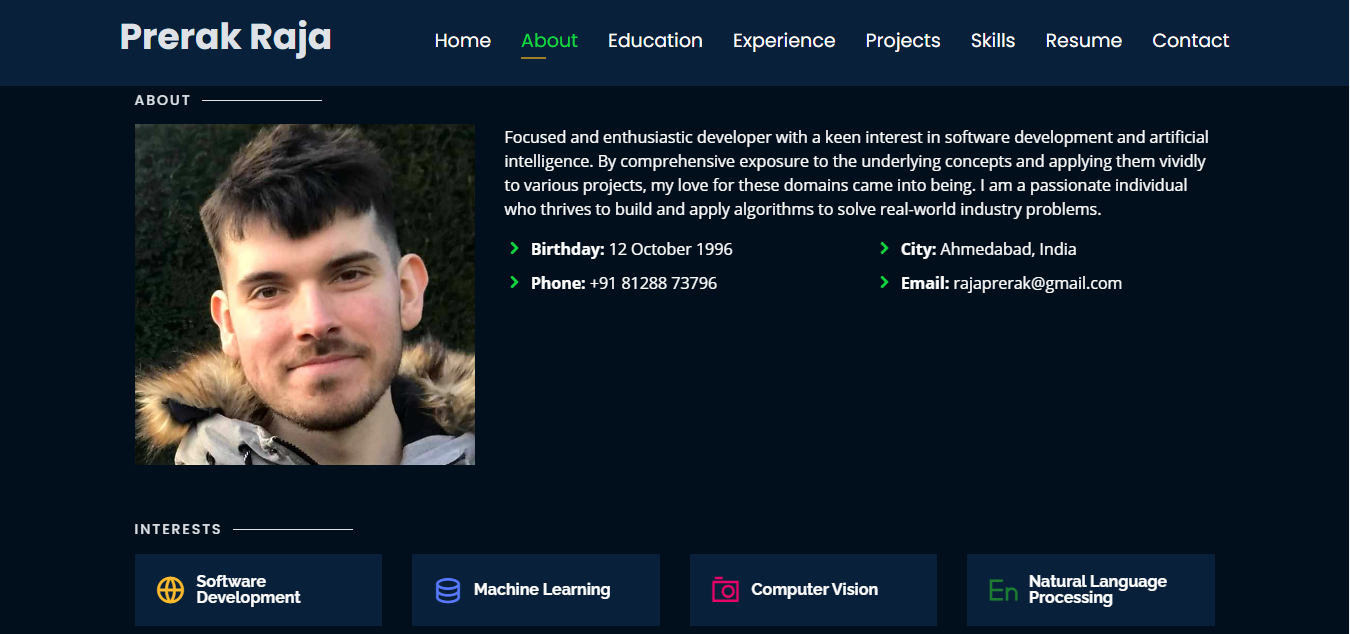 Prerak Raja
Home About Education Experience Projects Skills Resume Contact
ABOUT
Focused and enthusiastic developer with a keen interest in software development and artificial
intelligence. By comprehensive exposure to the underlying concepts and applying them vividly
to various projects, my love for these domains came into being. I am a passionate individual
who thrives to build and apply algorithms to solve real-world industry problems.
Birthday: 12 October 1996
City: Ahmedabad, India
Phone: +91 81288 73796
Email: rajaprerak@gmail.com
INTERESTS
Software
Development
Machine Learning
Computer Vision
En
Natural Language
Processing